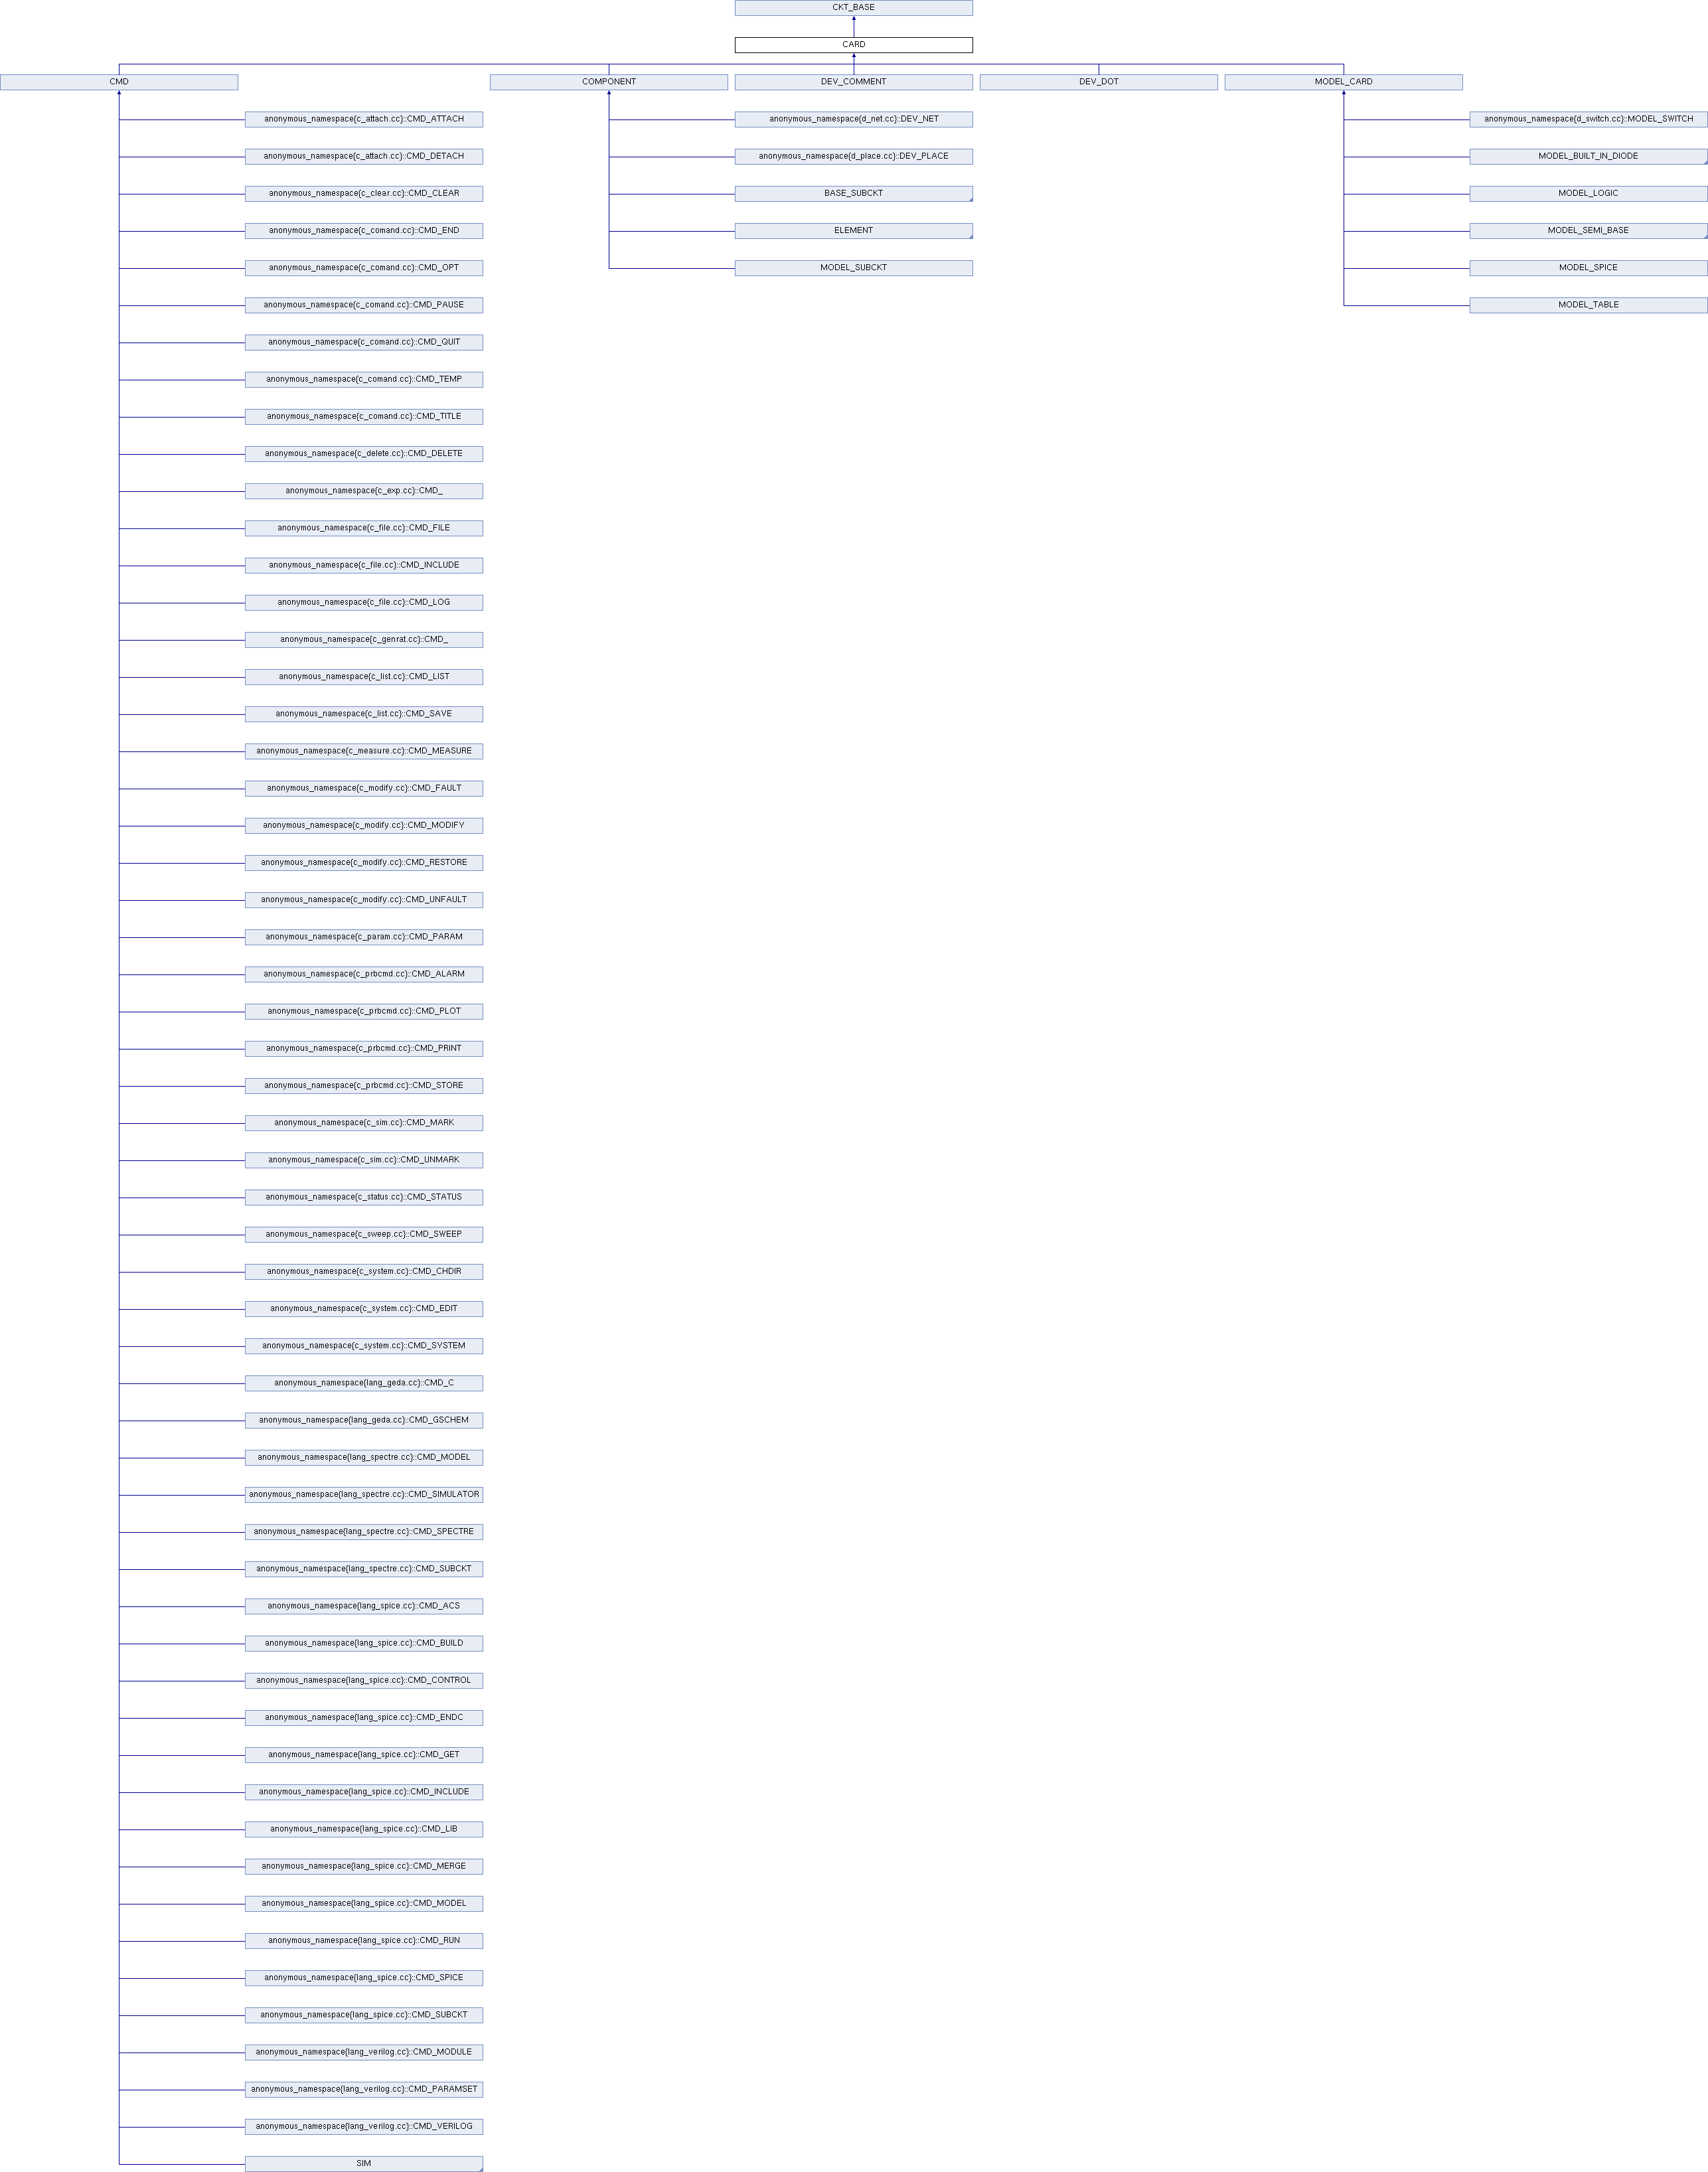 CKT_BASE
CARD
CMD
COMPONENT
DEV_COMMENT
DEV_DOT
MODEL_CARD
anonymous_namespace{c_attach.cc}::CMD_ATTACH
anonymous_namespace{d_net.cc}::DEV_NET
anonymous_namespace{d_switch.cc}::MODEL_SWITCH
anonymous_namespace{c_attach.cc}::CMD_DETACH
anonymous_namespace{d_place.cc}::DEV_PLACE
MODEL_BUILT_IN_DIODE
anonymous_namespace{c_clear.cc}::CMD_CLEAR
BASE_SUBCKT
MODEL_LOGIC
anonymous_namespace{c_comand.cc}::CMD_END
ELEMENT
MODEL_SEMI_BASE
anonymous_namespace{c_comand.cc}::CMD_OPT
MODEL_SUBCKT
MODEL_SPICE
anonymous_namespace{c_comand.cc}::CMD_PAUSE
MODEL_TABLE
anonymous_namespace{c_comand.cc}::CMD_QUIT
anonymous_namespace{c_comand.cc}::CMD_TEMP
anonymous_namespace{c_comand.cc}::CMD_TITLE
anonymous_namespace{c_delete.cc}::CMD_DELETE
anonymous_namespace{c_exp.cc}::CMD_
anonymous_namespace{c_file.cc}::CMD_FILE
anonymous_namespace{c_file.cc}::CMD_INCLUDE
anonymous_namespace{c_file.cc}::CMD_LOG
anonymous_namespace{c_genrat.cc}::CMD_
anonymous_namespace{c_list.cc}::CMD_LIST
anonymous_namespace{c_list.cc}::CMD_SAVE
anonymous_namespace{c_measure.cc}::CMD_MEASURE
anonymous_namespace{c_modify.cc}::CMD_FAULT
anonymous_namespace{c_modify.cc}::CMD_MODIFY
anonymous_namespace{c_modify.cc}::CMD_RESTORE
anonymous_namespace{c_modify.cc}::CMD_UNFAULT
anonymous_namespace{c_param.cc}::CMD_PARAM
anonymous_namespace{c_prbcmd.cc}::CMD_ALARM
anonymous_namespace{c_prbcmd.cc}::CMD_PLOT
anonymous_namespace{c_prbcmd.cc}::CMD_PRINT
anonymous_namespace{c_prbcmd.cc}::CMD_STORE
anonymous_namespace{c_sim.cc}::CMD_MARK
anonymous_namespace{c_sim.cc}::CMD_UNMARK
anonymous_namespace{c_status.cc}::CMD_STATUS
anonymous_namespace{c_sweep.cc}::CMD_SWEEP
anonymous_namespace{c_system.cc}::CMD_CHDIR
anonymous_namespace{c_system.cc}::CMD_EDIT
anonymous_namespace{c_system.cc}::CMD_SYSTEM
anonymous_namespace{lang_geda.cc}::CMD_C
anonymous_namespace{lang_geda.cc}::CMD_GSCHEM
anonymous_namespace{lang_spectre.cc}::CMD_MODEL
anonymous_namespace{lang_spectre.cc}::CMD_SIMULATOR
anonymous_namespace{lang_spectre.cc}::CMD_SPECTRE
anonymous_namespace{lang_spectre.cc}::CMD_SUBCKT
anonymous_namespace{lang_spice.cc}::CMD_ACS
anonymous_namespace{lang_spice.cc}::CMD_BUILD
anonymous_namespace{lang_spice.cc}::CMD_CONTROL
anonymous_namespace{lang_spice.cc}::CMD_ENDC
anonymous_namespace{lang_spice.cc}::CMD_GET
anonymous_namespace{lang_spice.cc}::CMD_INCLUDE
anonymous_namespace{lang_spice.cc}::CMD_LIB
anonymous_namespace{lang_spice.cc}::CMD_MERGE
anonymous_namespace{lang_spice.cc}::CMD_MODEL
anonymous_namespace{lang_spice.cc}::CMD_RUN
anonymous_namespace{lang_spice.cc}::CMD_SPICE
anonymous_namespace{lang_spice.cc}::CMD_SUBCKT
anonymous_namespace{lang_verilog.cc}::CMD_MODULE
anonymous_namespace{lang_verilog.cc}::CMD_PARAMSET
anonymous_namespace{lang_verilog.cc}::CMD_VERILOG
SIM